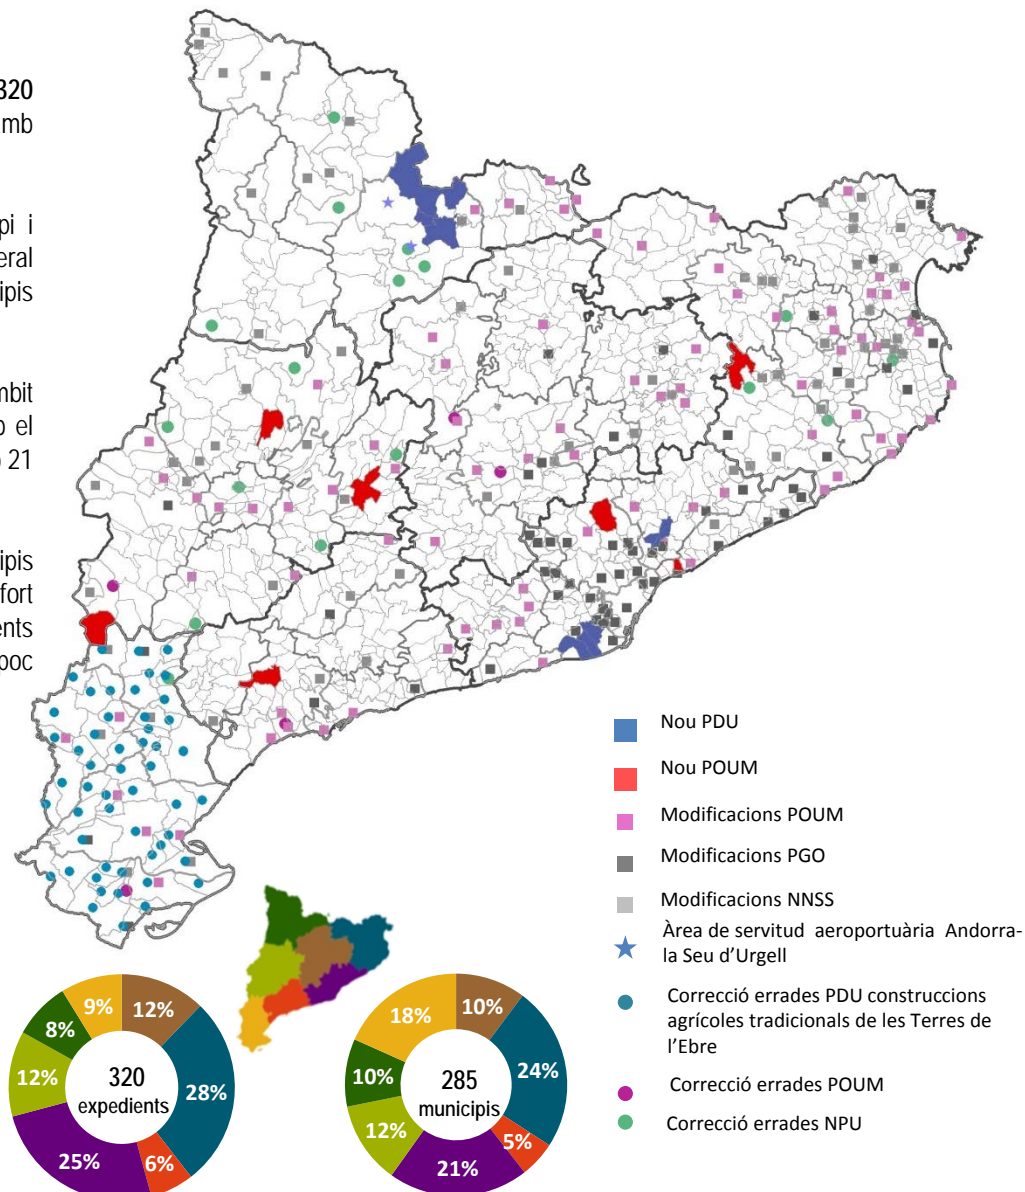 320
mb
pi i
eral
ipis
mbit
o el
o 21
ipis
fort
ents
poc
Nou PDU
Nou POUM
Modificacions POUM
Modificacions PGO
Modificacions NNSS
Àrea de servitud aeroportuària Andorra-
la Seu d'Urgell
Correcció errades PDU construccions
agrícoles tradicionals de les Terres de
l'Ebre
Correcció errades POUM
Correcció errades NPU
9%
12%
8%
12%
28%
25%
6%
320
expedients
18%
10%
10%
24%
12%
5%
21%
285
municipis